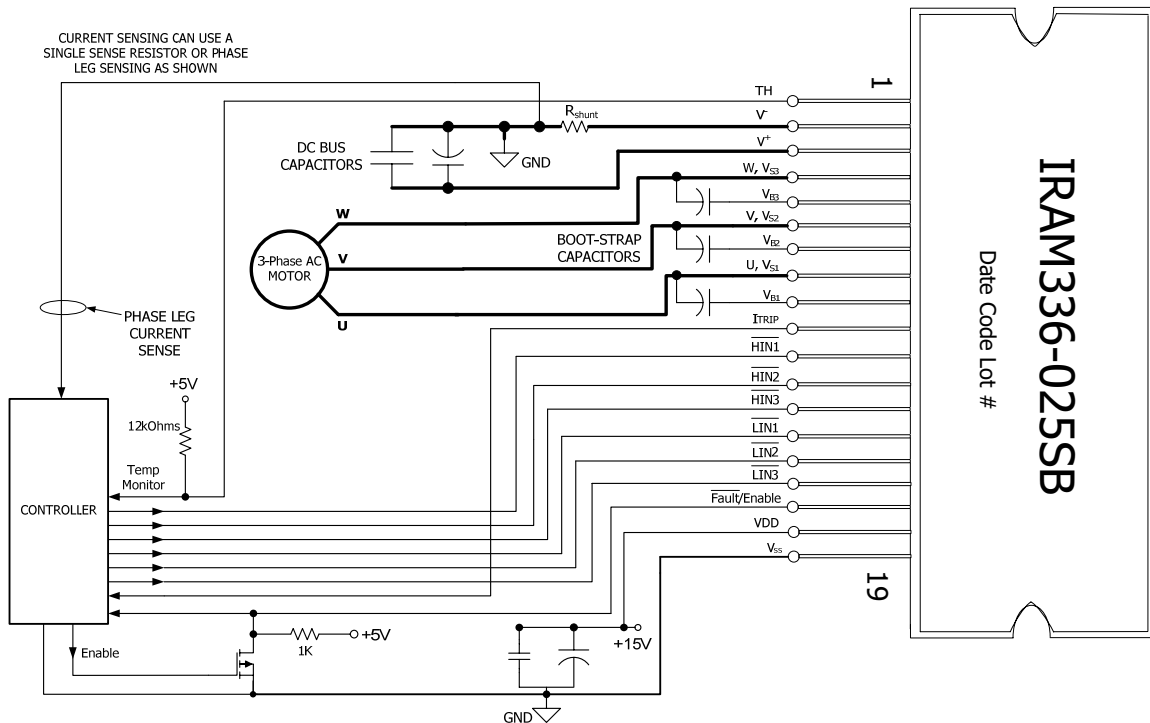 CURRENT SENSING CAN USE A
SINGLE SENSE RESISTOR OR PHASE
LEG SENSING AS SHOWN
TH
1
Rshunt
V-
DC BUS
CAPACITORS
GND
V+
W, VS3
VB3
W
V, VS2
3-Phase AC
MOTOR
V
BOOT-STRAP
CAPACITORS
VB2
U, VS1
VB1
U
PHASE LEG
CURRENT
SENSE
ITRIP
HIN1
HIN2
+5V
HIN3
12kOhms
LIN1
LIN2
Temp
Monitor
LIN3
Fault/Enable
CONTROLLER
VDD
VSS
19
+5V
1K
+15V
Enable
GND
IRAM336-025SB
Date Code Lot #